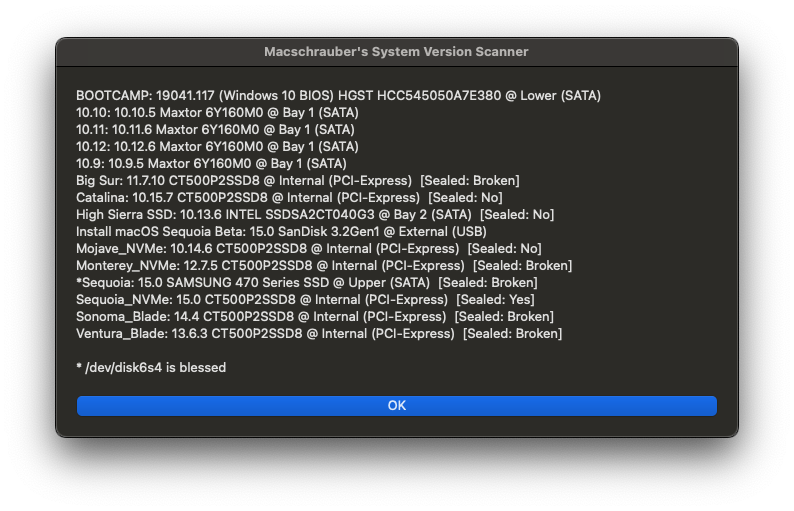 Macschrauber's System Version Scanner
BOOTCAMP: 19041.117 (Windows 10 BIOS) HGST HCC545050A7E380 @ Lower (SATA)
10.10: 10.10.5 Maxtor 6Y160M0 @ Bay 1 (SATA)
10.11: 10.11.6 Maxtor 6Y160M0 @ Bay 1 (SATA)
10.12: 10.12.6 Maxtor 6Y160M0 @ Bay 1 (SATA)
10.9: 10.9.5 Maxtor 6Y160M0 @ Bay 1 (SATA)
Big Sur: 11.7.10 CT500P2SSD8 @ Internal (PCI-Express)  [Sealed: Broken]
Catalina: 10.15.7 CT500P2SSD8 @ Internal (PCI-Express)  [Sealed: No]
High Sierra SSD: 10.13.6 INTEL SSDSA2CT040G3 @ Bay 2 (SATA)  [Sealed: No]
Install macOS Sequoia Beta: 15.0 SanDisk 3.2Gen1 @ External (USB)
Mojave_NVMe: 10.14.6 CT500P2SSD8 @ Internal (PCI-Express)  [Sealed: No]
Monterey_NVMe: 12.7.5 CT500P2SSD8 @ Internal (PCI-Express)  [Sealed: Broken]
*Sequoia: 15.0 SAMSUNG 470 Series SSD @ Upper (SATA)  [Sealed: Broken]
Sequoia_NVMe: 15.0 CT500P2SSD8 @ Internal (PCI-Express)  [Sealed: Yes]
Sonoma_Blade: 14.4 CT500P2SSD8 @ Internal (PCI-Express)  [Sealed: Broken]
Ventura_Blade: 13.6.3 CT500P2SSD8 @ Internal (PCI-Express)  [Sealed: Broken]
* /dev/disk6s4 is blessed
OK